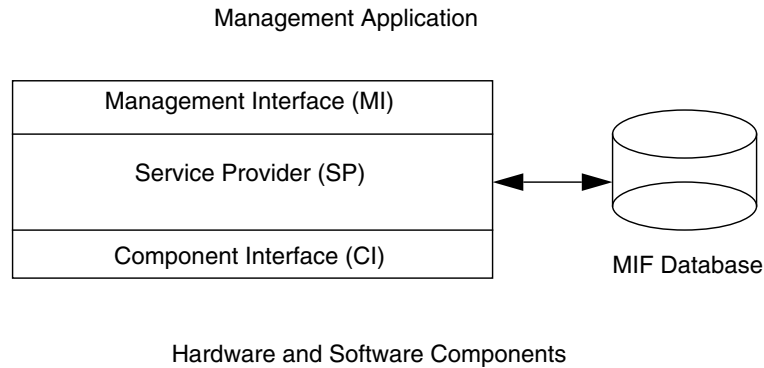 Management Application
Management Interface (MI)
Service Provider (SP)
Component Interface (CI)
MIF Database
Hardware and Software Components